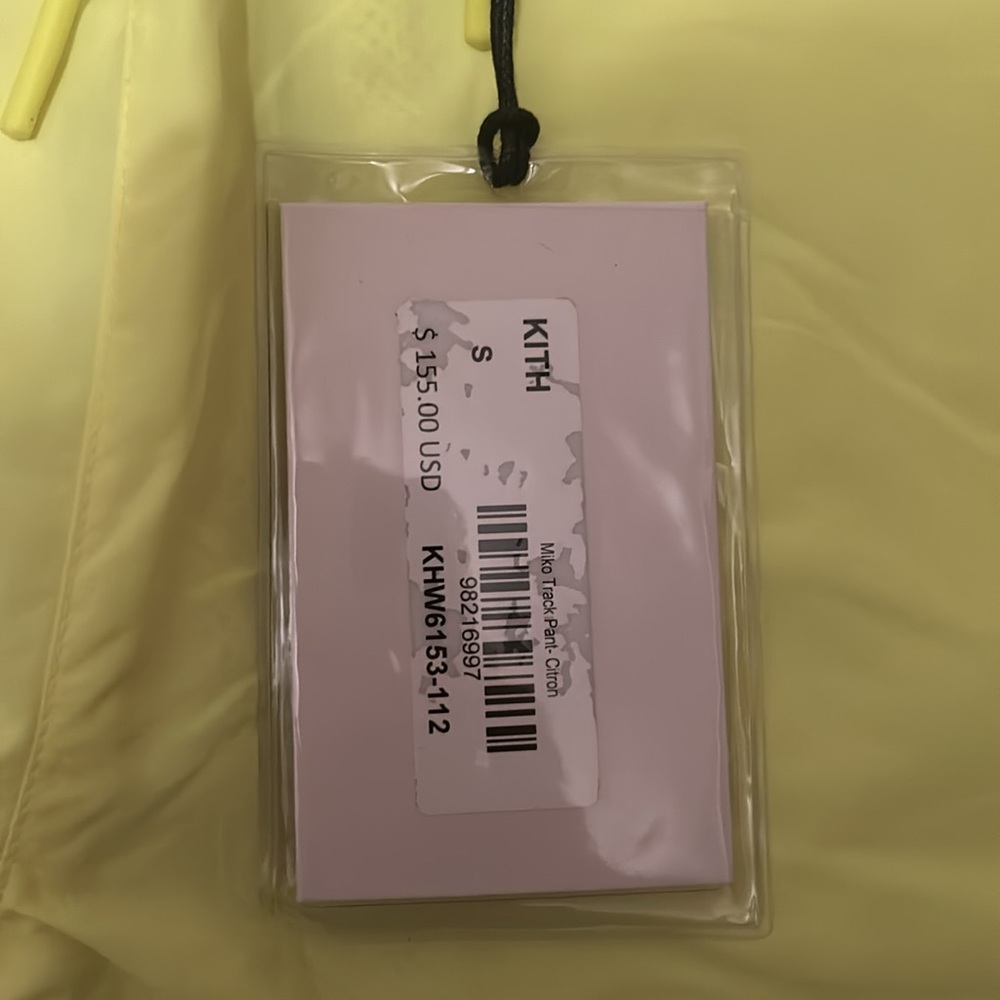 KITH
Miko Track Pant- Citron
S
98216997
$ 155.00 USD
KHW6153-112